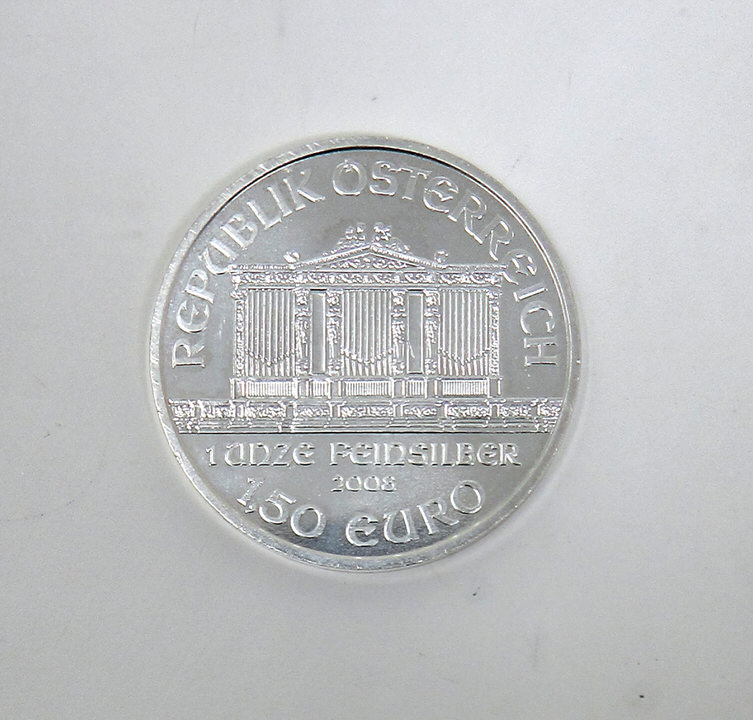 REPUBLIK ÖSTERREICH
1 UNZE FEINSILBER
2008
1,50 EURO